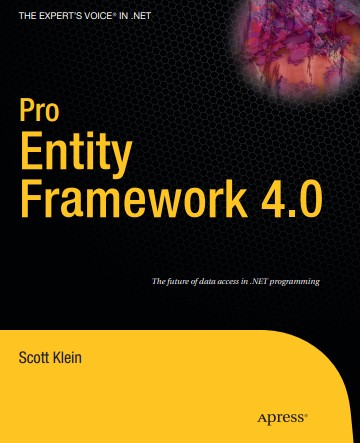 THE EXPERT'S VOICE® IN .NET
Pro
Entity
Framework 4.0
The future of data access in .NET programming
Scott Klein
Apress®